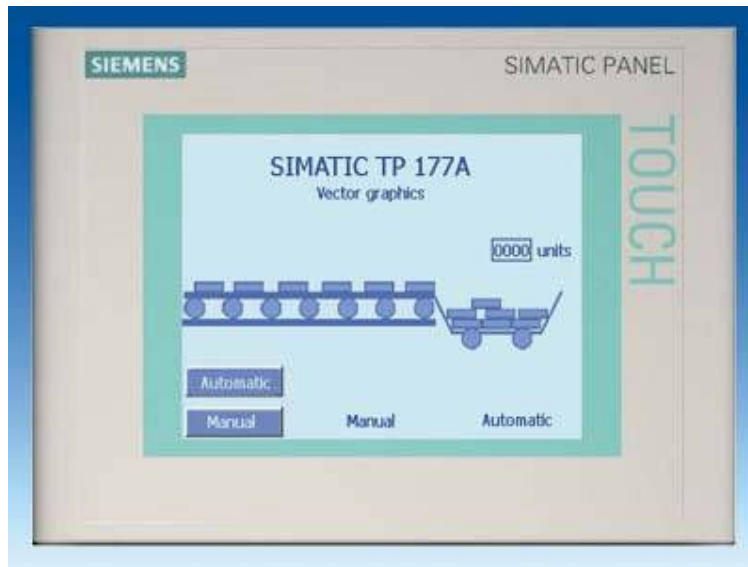 SIEMENS
SIMATIC PANEL
TOUCH
SIMATIC TP 177A
Vector graphics
0000 units
Automatic
Manual
Manual
Automatic